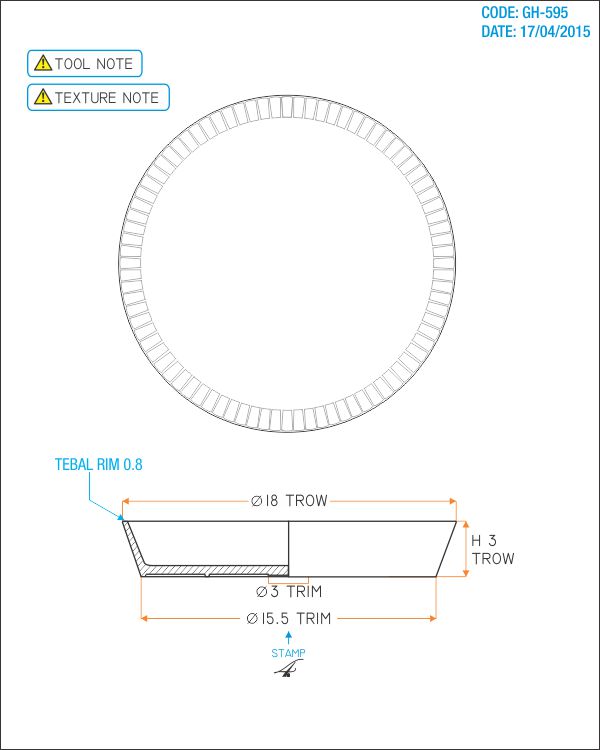 CODE: GH-595
DATE: 17/04/2015
TOOL NOTE
TEXTURE NOTE
TEBAL RIM 0.8
Ø18 TROW
H 3
TROW
Ø3 TRIM
Ø15.5 TRIM
STAMP